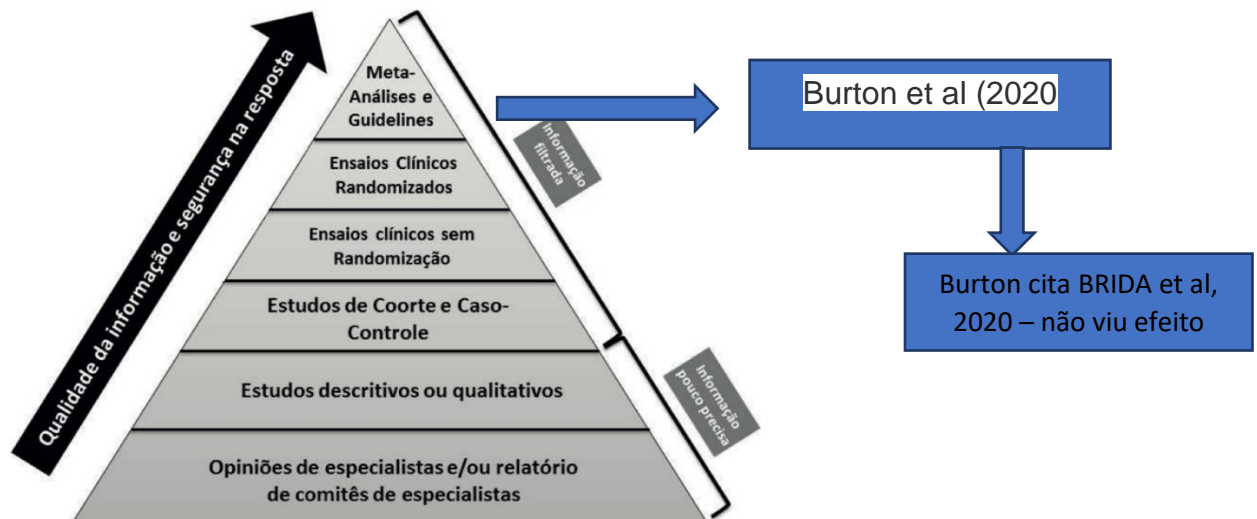 Qualidade da informação e segurança na resposta
Meta-
Análises e
Guidelines
Ensaios Clínicos
Randomizados
Ensaios clínicos sem
Randomização
Estudos de Coorte e Caso-
Controle
Estudos descritivos ou qualitativos
Opiniões de especialistas e/ou relatório
de comitês de especialistas
Informação
filtrada
Informação
pouco precisa
Burton et al (2020
Burton cita BRIDA et al,
2020 – não viu efeito